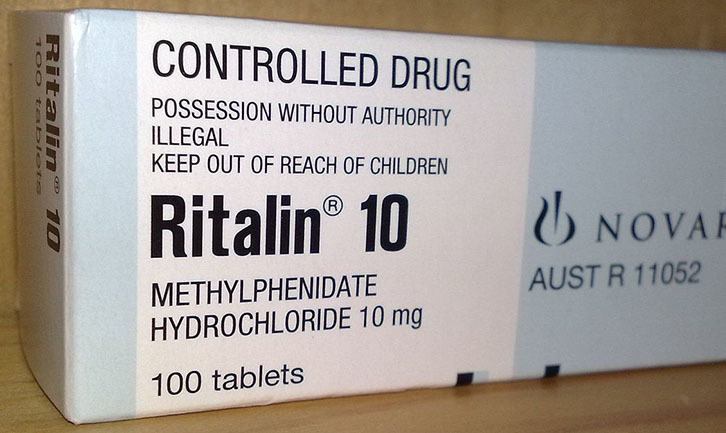 Ritalin® 10
100 tablets
CONTROLLED DRUG
POSSESSION WITHOUT AUTHORITY
ILLEGAL
KEEP OUT OF REACH OF CHILDREN
Ritalin® 10
METHYLPHENIDATE
HYDROCHLORIDE 10 mg
100 tablets
NOVAR
AUST R 11052